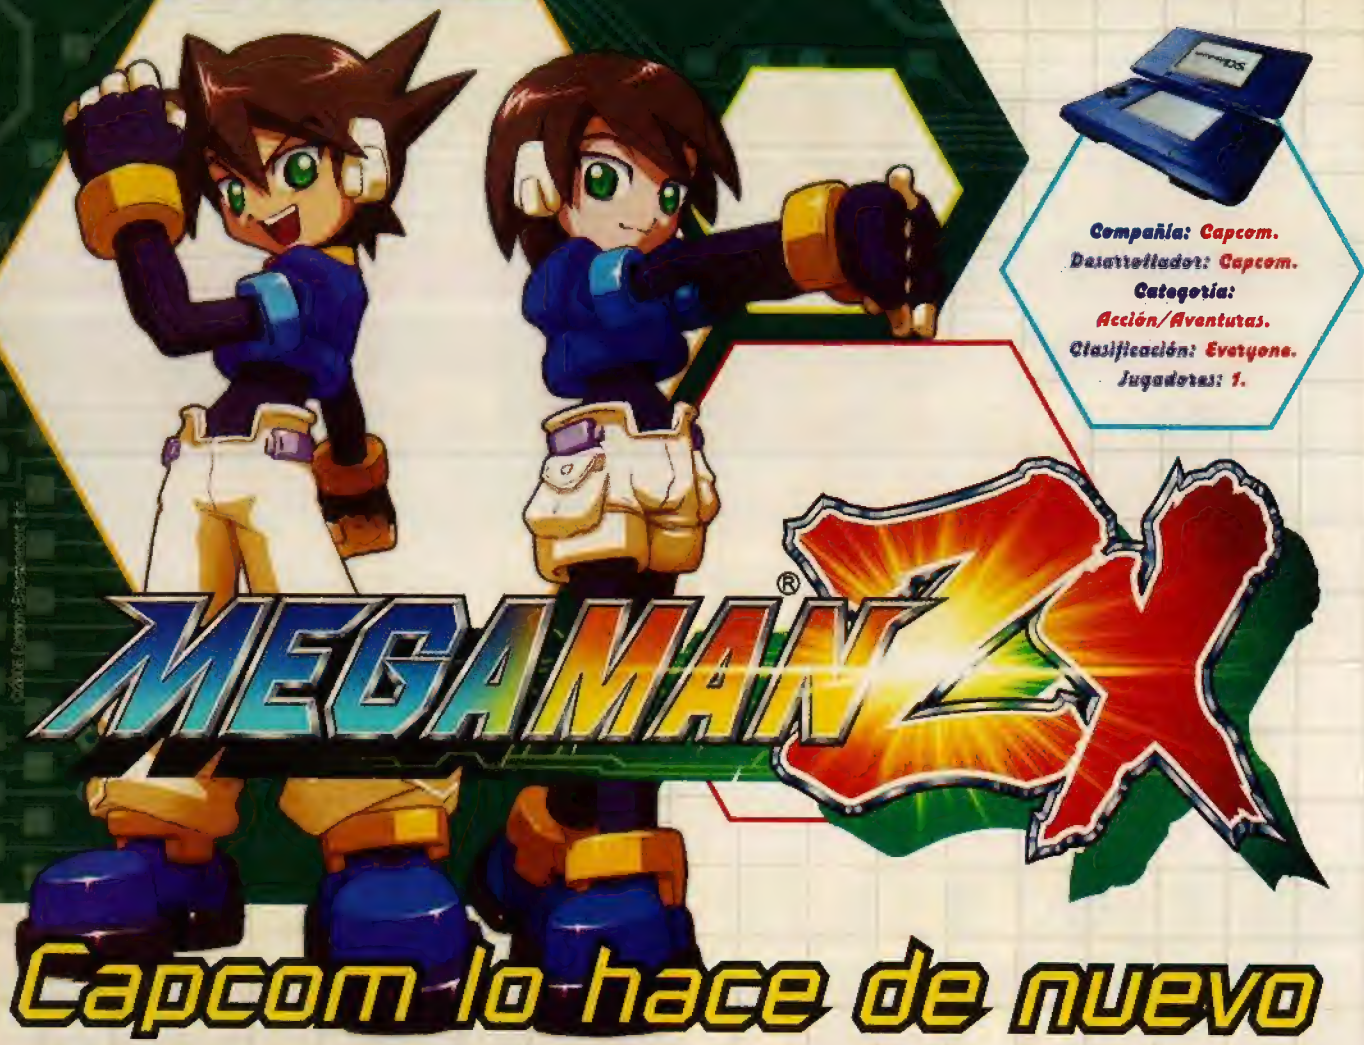 Compañía: Capcom.
Desarrollador: Capcom.
Categoría:
Acción/Aventuras.
Clasificación: Everyone.
Jugadores: 1.
MEGAMAN ZX
®
Capcom lo hace de nuevo